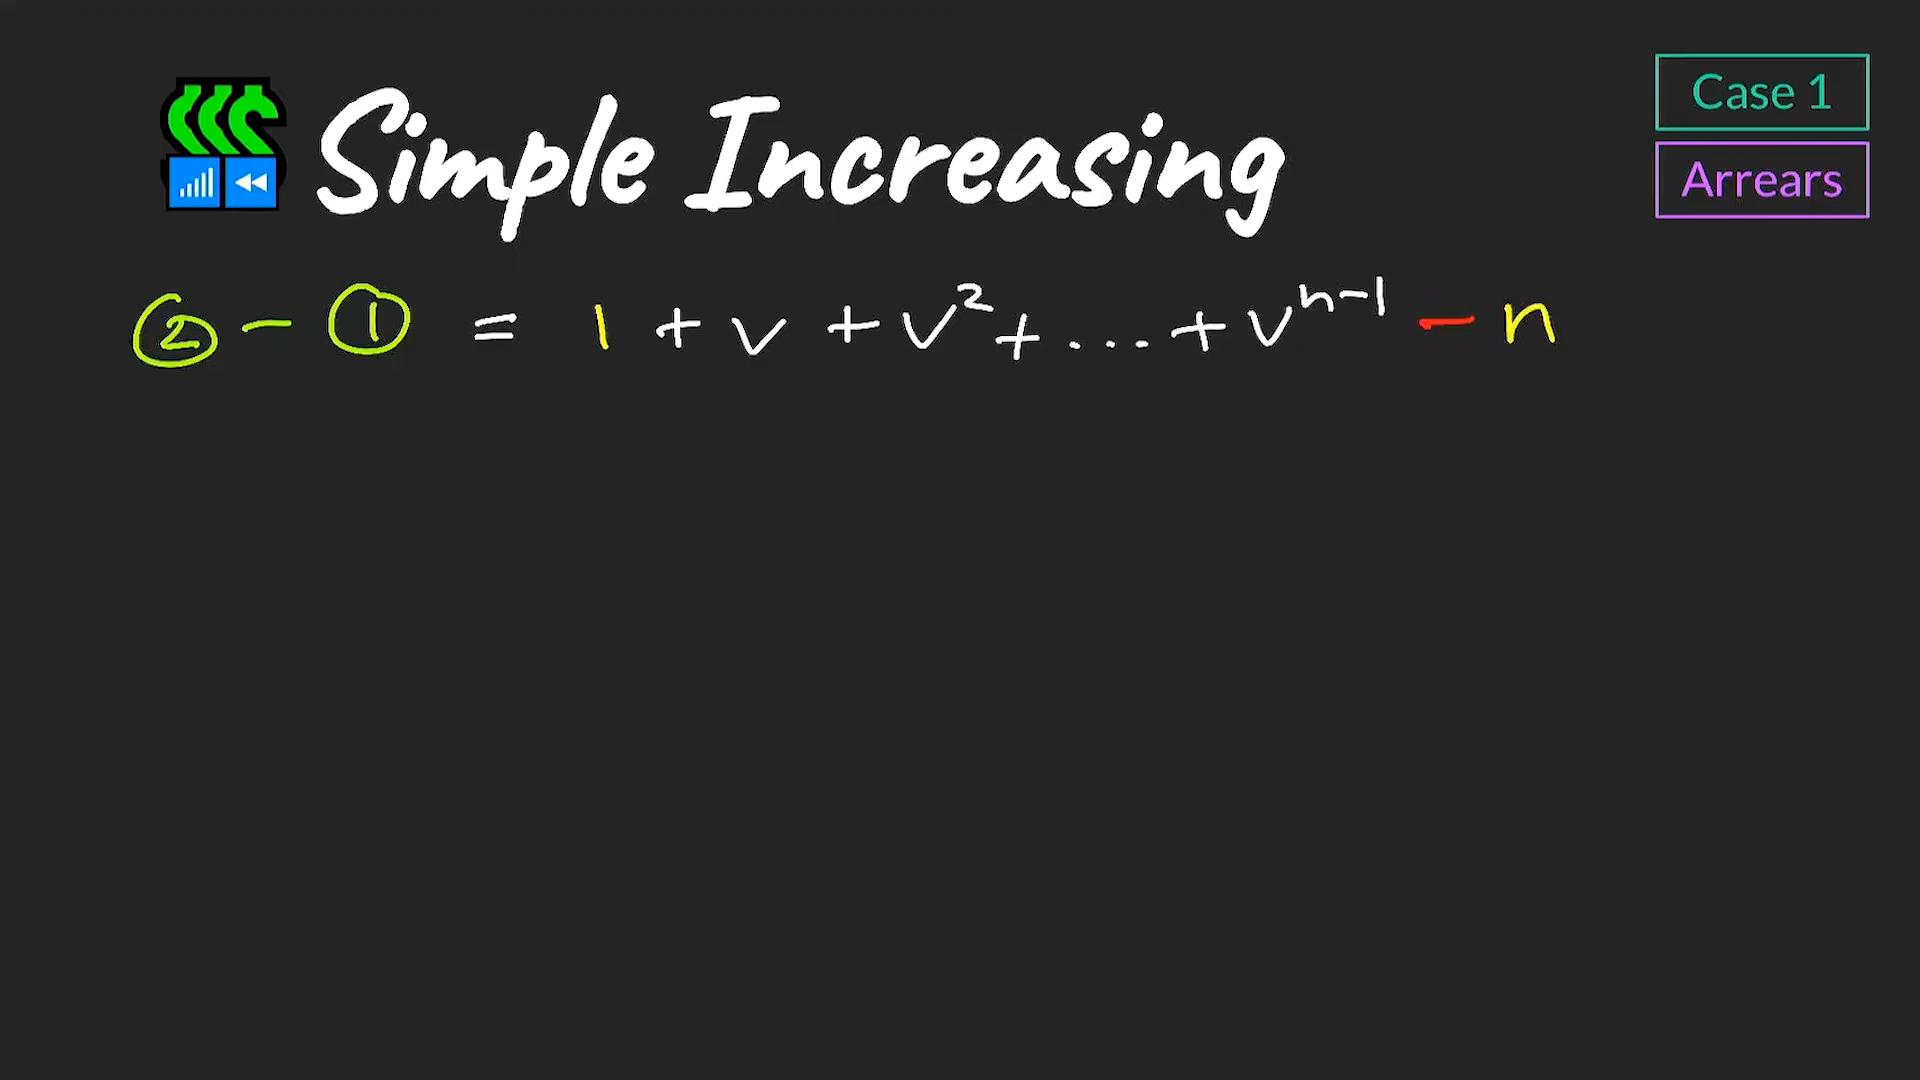 Simple Increasing
Case 1
Arrears
② - ① = 1 + v + v² + ... + vⁿ⁻¹ - n